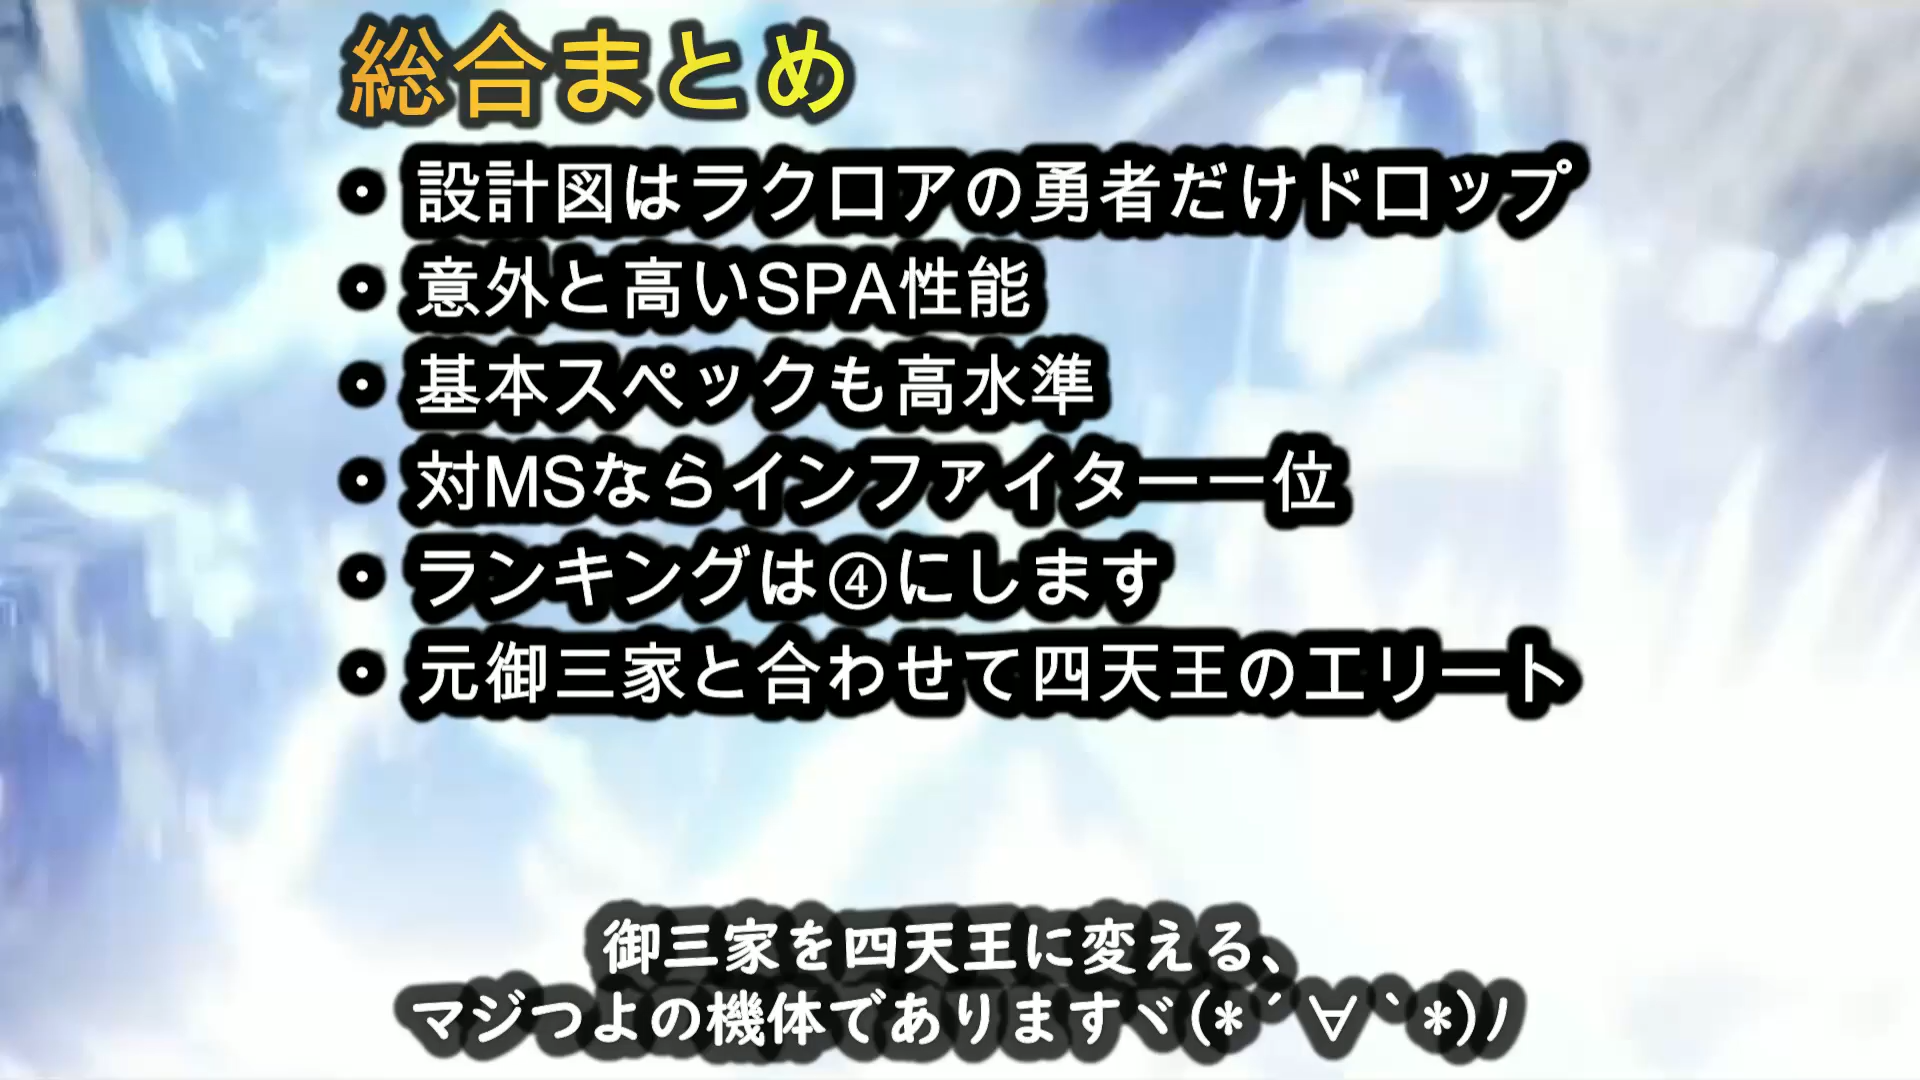 総合まとめ
• 設計図はラクロアの勇者だけドロップ
• 意外と高いSPA性能
• 基本スペックも高水準
• 対MSならインファイター一位
• ランキングは④にします
• 元御三家と合わせて四天王のエリート
御三家を四天王に変える、
マジつよの機体でありますヾ(*´∀`*)ﾉ